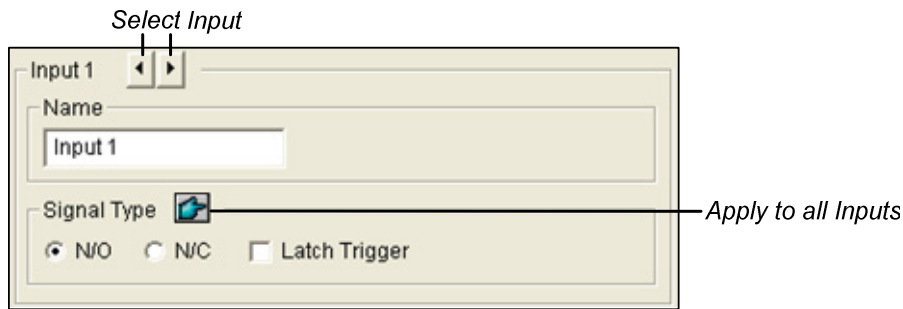 Select Input
Input 1
Name
Input 1
Signal Type
Apply to all Inputs
N/O N/C Latch Trigger